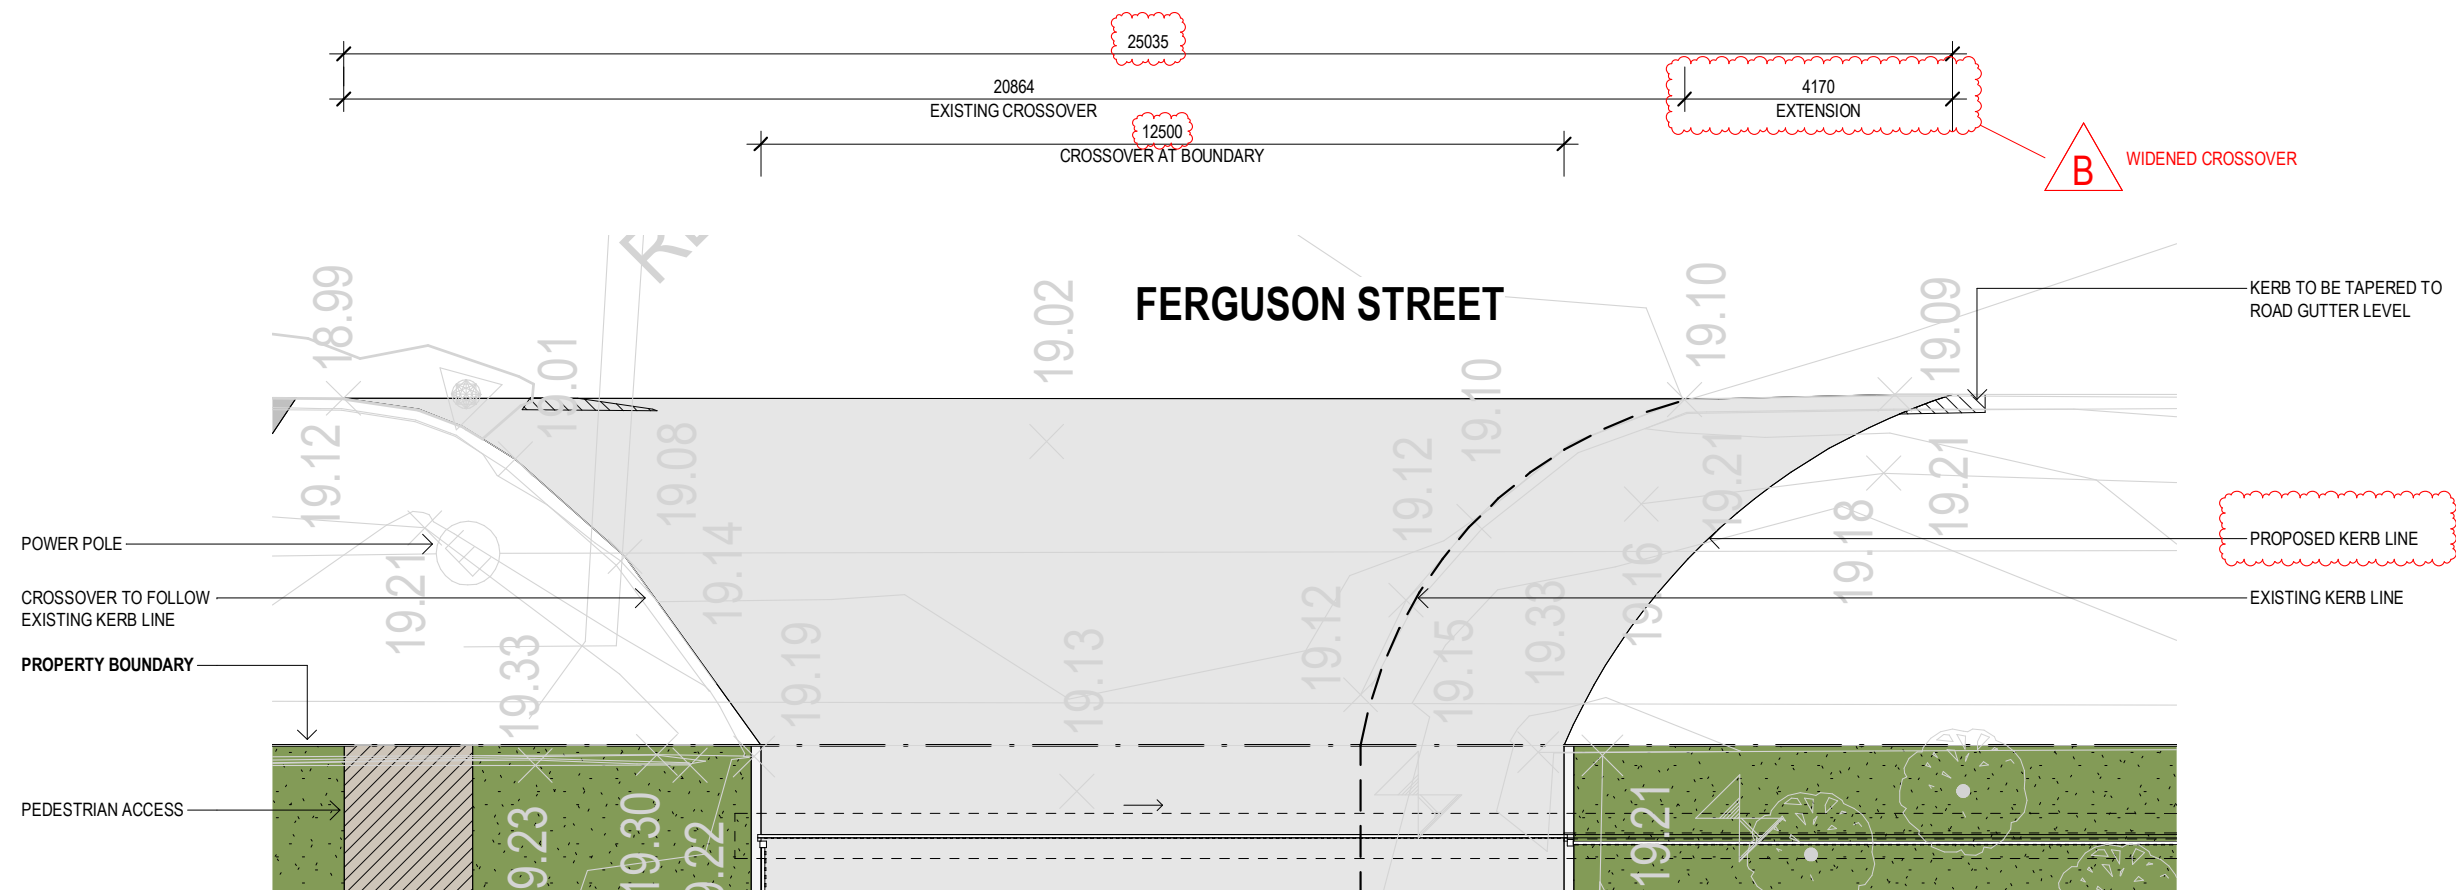 25035
20864
EXISTING CROSSOVER
4170
EXTENSION
12500
CROSSOVER AT BOUNDARY
B
WIDENED CROSSOVER
FERGUSON STREET
18.99
19.01
19.02
19.10
19.09
KERB TO BE TAPERED TO
ROAD GUTTER LEVEL
19.12
19.08
19.10
19.12
19.21
19.21
POWER POLE
PROPOSED KERB LINE
19.21
19.14
19.16
19.18
CROSSOVER TO FOLLOW
EXISTING KERB LINE
EXISTING KERB LINE
PROPERTY BOUNDARY
19.33
19.19
19.13
19.12
19.15
19.33
PEDESTRIAN ACCESS
19.30
19.21